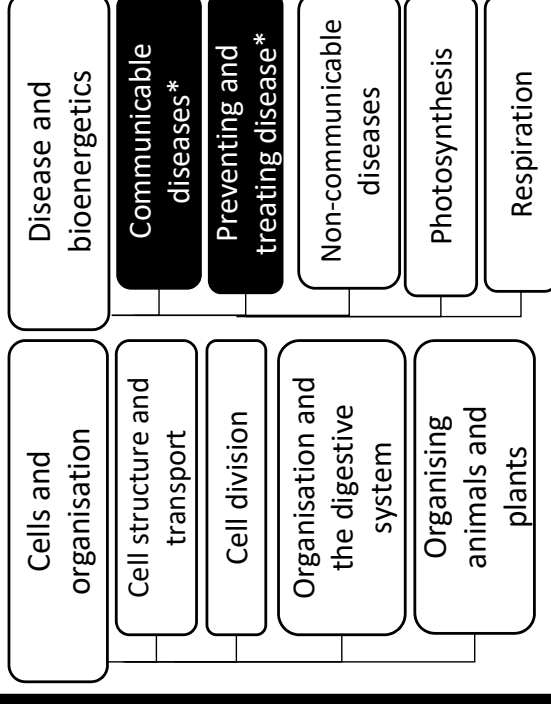 Cells and
organisation
Cell structure and
transport
Cell division
Organisation and
the digestive
system
Organising
animals and
plants
Disease and
bioenergetics
Communicable
diseases*
Preventing and
treating disease*
Non-communicable
diseases
Photosynthesis
Respiration